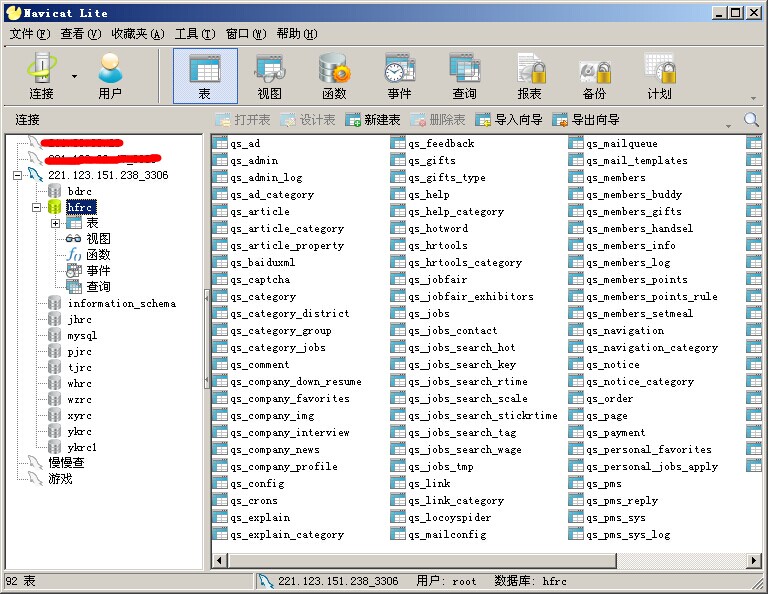 Navicat Lite
文件(F) 查看(V) 收藏夹(A) 工具(T) 窗口(W) 帮助(H)
连接 用户 表 视图 函数 事件 查询 报表 备份 计划
连接 打开表 设计表 新建表 删除表 导入向导 导出向导
221.123.151.238_3306
bdrc
hfrc
表
视图
函数
事件
查询
information_schema
jhrc
mysql
pjrc
tjrc
whrc
wzrc
xyrc
ykrc
ykrc1
慢慢查
游戏
qs_ad
qs_admin
qs_admin_log
qs_ad_category
qs_article
qs_article_category
qs_article_property
qs_baiduxml
qs_captcha
qs_category
qs_category_district
qs_category_group
qs_category_jobs
qs_comment
qs_company_down_resume
qs_company_favorites
qs_company_img
qs_company_interview
qs_company_news
qs_company_profile
qs_config
qs_crons
qs_explain
qs_explain_category
qs_feedback
qs_gifts
qs_gifts_type
qs_help
qs_help_category
qs_hotword
qs_hrtools
qs_hrtools_category
qs_jobfair
qs_jobfair_exhibitors
qs_jobs
qs_jobs_contact
qs_jobs_search_hot
qs_jobs_search_key
qs_jobs_search_rtime
qs_jobs_search_scale
qs_jobs_search_stickrtime
qs_jobs_search_tag
qs_jobs_search_wage
qs_jobs_tmp
qs_link
qs_link_category
qs_locoyspider
qs_mailconfig
qs_mailqueue
qs_mail_templates
qs_members
qs_members_buddy
qs_members_gifts
qs_members_handsel
qs_members_info
qs_members_log
qs_members_points
qs_members_points_rule
qs_members_setmeal
qs_navigation
qs_navigation_category
qs_notice
qs_notice_category
qs_order
qs_page
qs_payment
qs_personal_favorites
qs_personal_jobs_apply
qs_pms
qs_pms_reply
qs_pms_sys
qs_pms_sys_log
92 表 221.123.151.238_3306 用户: root 数据库: hfrc